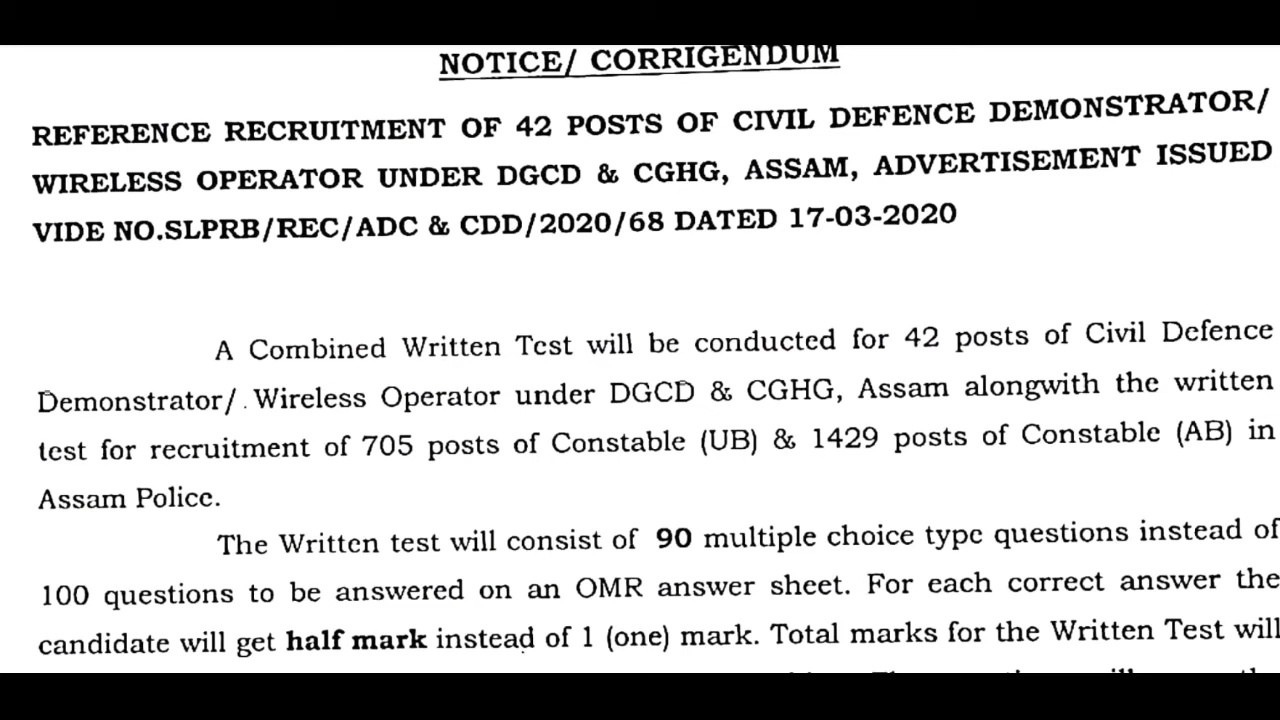 NOTICE/ CORRIGENDUM
REFERENCE RECRUITMENT OF 42 POSTS OF CIVIL DEFENCE DEMONSTRATOR/
WIRELESS OPERATOR UNDER DGCD & CGHG, ASSAM, ADVERTISEMENT ISSUED
VIDE NO.SLPRB/REC/ADC & CDD/2020/68 DATED 17-03-2020
A Combined Written Test will be conducted for 42 posts of Civil Defence
Demonstrator/ Wireless Operator under DGCD & CGHG, Assam alongwith the written
test for recruitment of 705 posts of Constable (UB) & 1429 posts of Constable (AB) in
Assam Police.
The Written test will consist of 90 multiple choice type questions instead of
100 questions to be answered on an OMR answer sheet. For each correct answer the
candidate will get half mark instead of 1 (one) mark. Total marks for the Written Test will